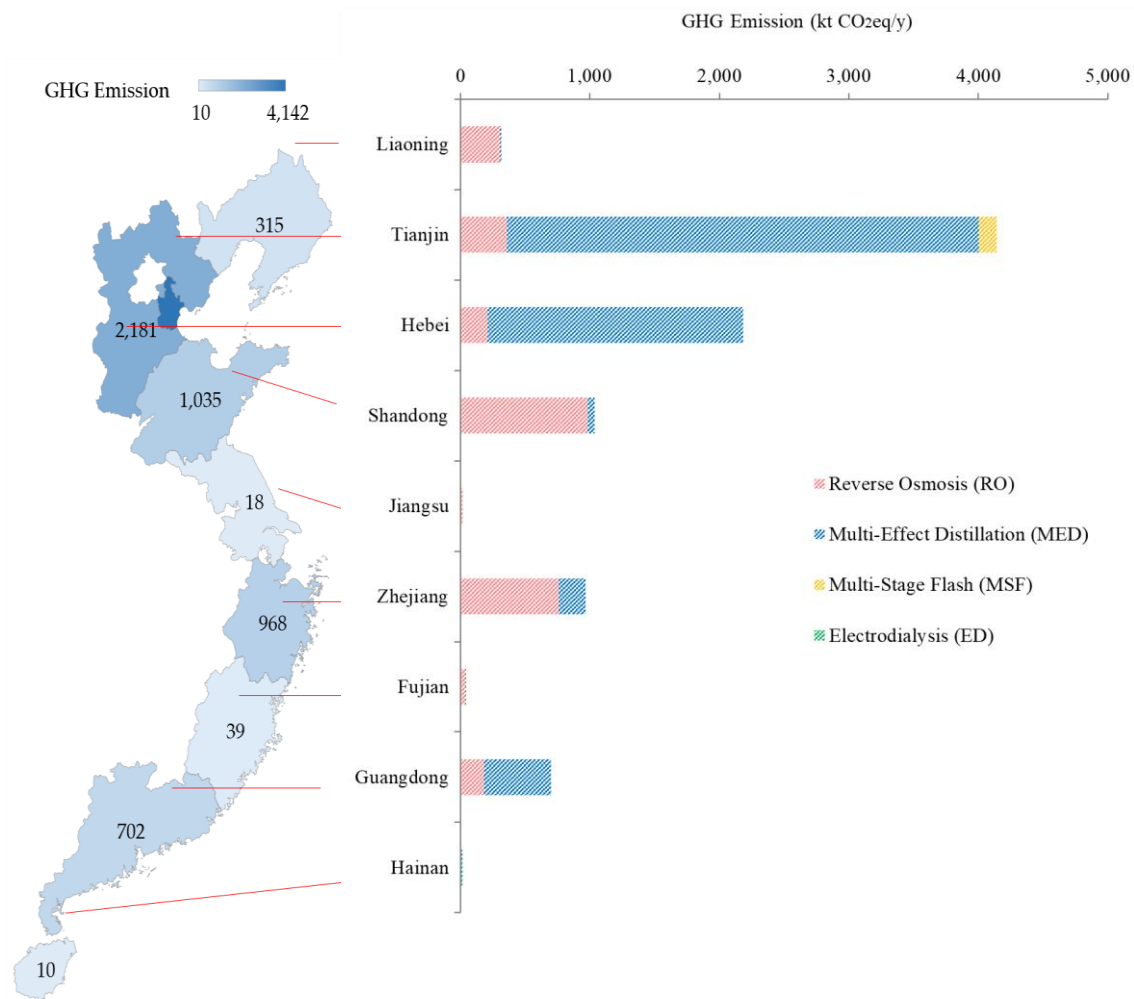 GHG Emission (kt CO2eq/y)
0 1,000 2,000 3,000 4,000 5,000
GHG Emission
10 4,142
Liaoning
Tianjin
Hebei
Shandong
Jiangsu
Zhejiang
Fujian
Guangdong
Hainan
315
2,181
1,035
18
968
39
702
10
Reverse Osmosis (RO)
Multi-Effect Distillation (MED)
Multi-Stage Flash (MSF)
Electrodialysis (ED)